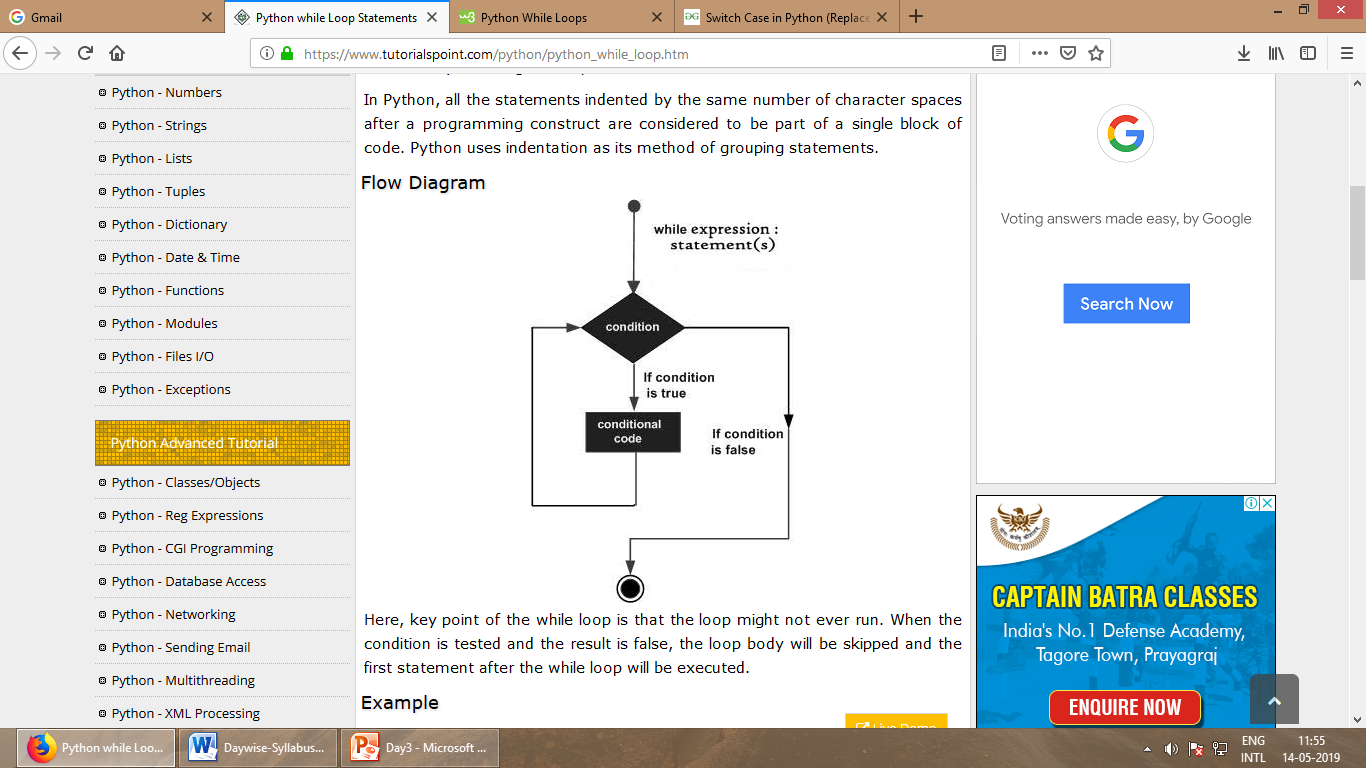 Gmail
Python while Loop Statements
Python While Loops
Switch Case in Python (Replace
https://www.tutorialspoint.com/python/python_while_loop.htm
Python - Numbers
Python - Strings
Python - Lists
Python - Tuples
Python - Dictionary
Python - Date & Time
Python - Functions
Python - Modules
Python - Files I/O
Python - Exceptions
Python Advanced Tutorial
Python - Classes/Objects
Python - Reg Expressions
Python - CGI Programming
Python - Database Access
Python - Networking
Python - Sending Email
Python - Multithreading
Python - XML Processing
In Python, all the statements indented by the same number of character spaces
after a programming construct are considered to be part of a single block of
code. Python uses indentation as its method of grouping statements.
Flow Diagram
while expression :
statement(s)
condition
If condition
is true
conditional
code
If condition
is false
Here, key point of the while loop is that the loop might not ever run. When the
condition is tested and the result is false, the loop body will be skipped and the
first statement after the while loop will be executed.
Example
Live Demo
Voting answers made easy, by Google
Search Now
CAPTAIN BATRA CLASSES
India's No.1 Defense Academy,
Tagore Town, Prayagraj
ENQUIRE NOW
Python while Loo...
Daywise-Syllabus...
Day3 - Microsoft ...
ENG
INTL
11:55
14-05-2019